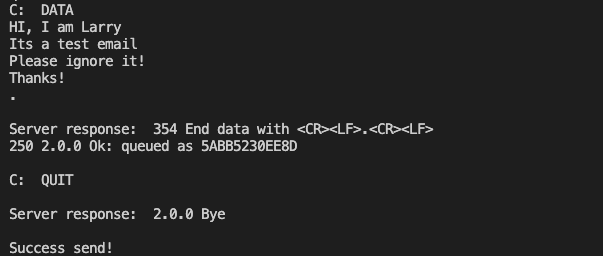 C:  DATA
HI, I am Larry
Its a test email
Please ignore it!
Thanks!
.
Server response:  354 End data with <CR><LF>.<CR><LF>
250 2.0.0 Ok: queued as 5ABB5230EE8D
C:  QUIT
Server response:  2.0.0 Bye
Success send!